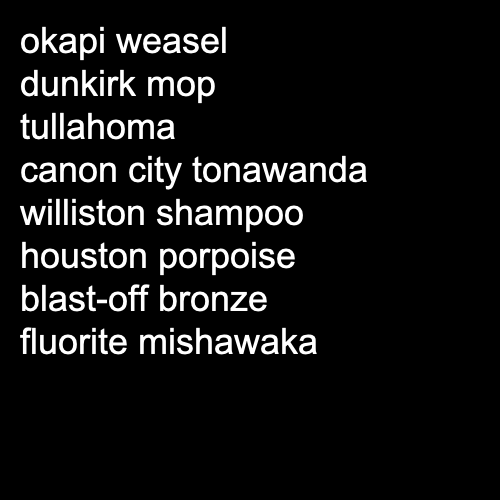 okapi weasel
dunkirk mop
tullahoma
canon city tonawanda
williston shampoo
houston porpoise
blast-off bronze
fluorite mishawaka